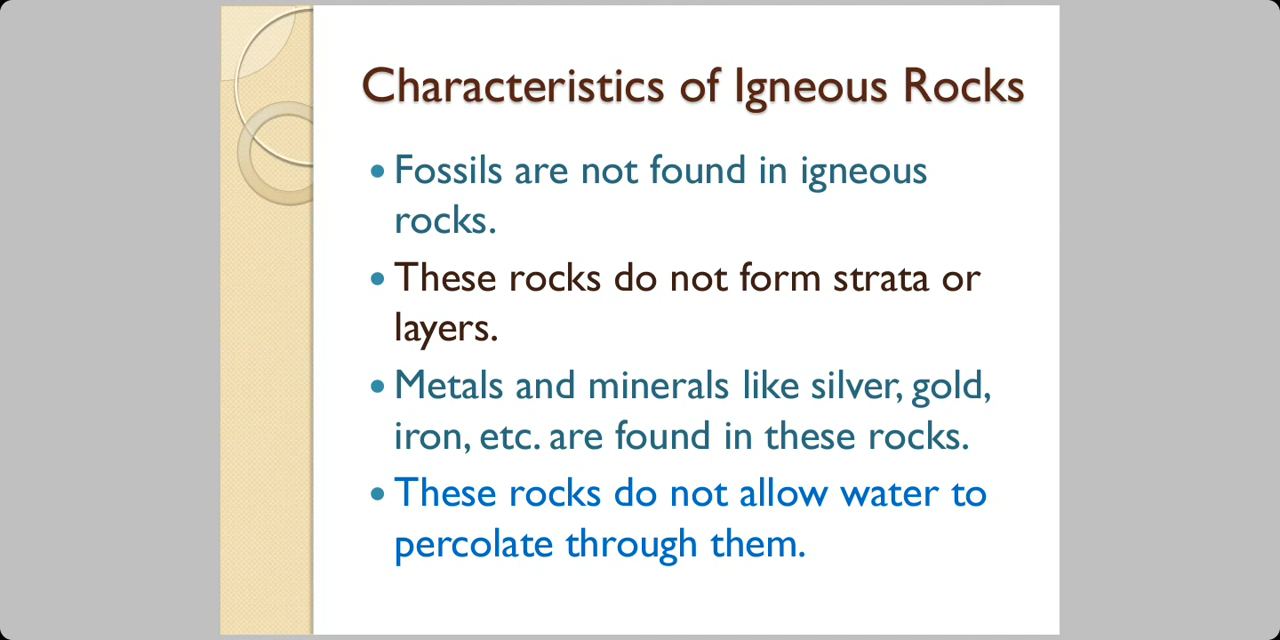 Characteristics of Igneous Rocks
• Fossils are not found in igneous
rocks.
• These rocks do not form strata or
layers.
• Metals and minerals like silver, gold,
iron, etc. are found in these rocks.
• These rocks do not allow water to
percolate through them.